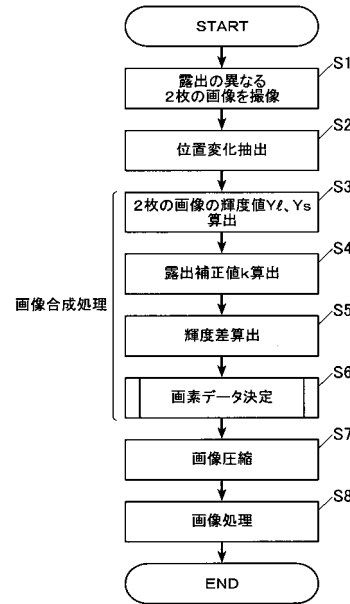 START
S1
露出の異なる
2枚の画像を撮像
S2
位置変化抽出
S3
2枚の画像の輝度値Yℓ、Ys
算出
S4
露出補正値k算出
画像合成処理
S5
輝度差算出
S6
画素データ決定
S7
画像圧縮
S8
画像処理
END